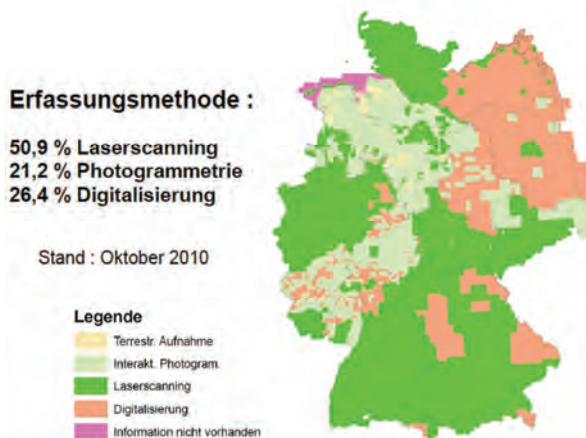 Erfassungsmethode :
50,9 % Laserscanning
21,2 % Photogrammetrie
26,4 % Digitalisierung
Stand : Oktober 2010
Legende
Terrestr. Aufnahme
Interakt. Photogram.
Laserscanning
Digitalisierung
Information nicht vorhanden